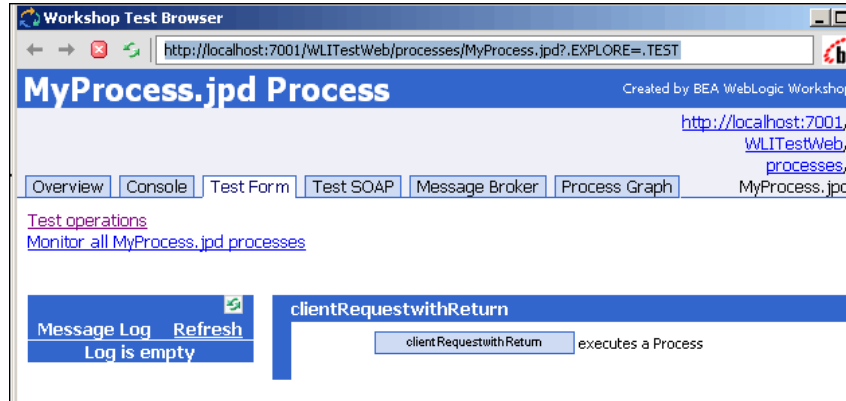 Workshop Test Browser
http://localhost:7001/WLITestWeb/processes/MyProcess.jpd?.EXPLORE=.TEST
MyProcess.jpd Process
Created by BEA WebLogic Workshop
http://localhost:7001/
WLITestWeb/
processes/
MyProcess.jpd
Overview Console Test Form Test SOAP Message Broker Process Graph
Test operations
Monitor all MyProcess.jpd processes
Message Log Refresh
Log is empty
clientRequestwithReturn
clientRequestwithReturn executes a Process